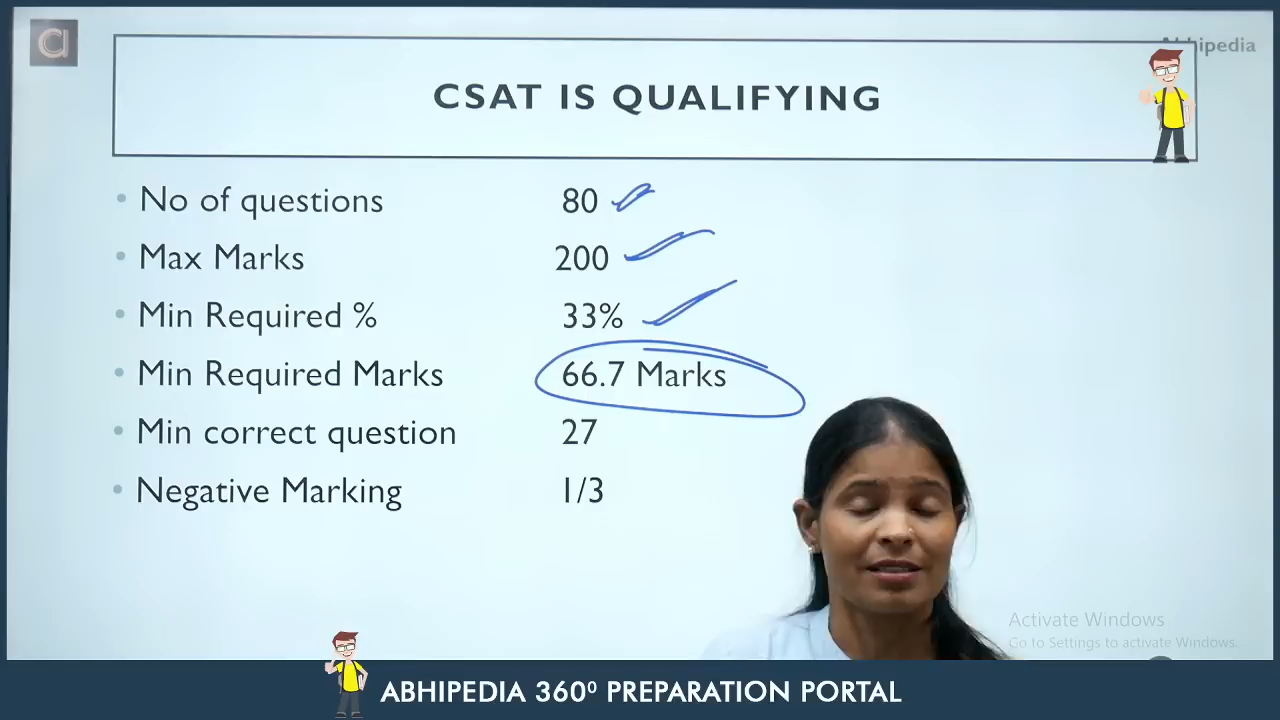 Abhipedia
CSAT IS QUALIFYING
• No of questions 80
• Max Marks 200
• Min Required % 33%
• Min Required Marks 66.7 Marks
• Min correct question 27
• Negative Marking 1/3
Activate Windows
Go to Settings to activate Windows.
ABHIPEDIA 360⁰ PREPARATION PORTAL